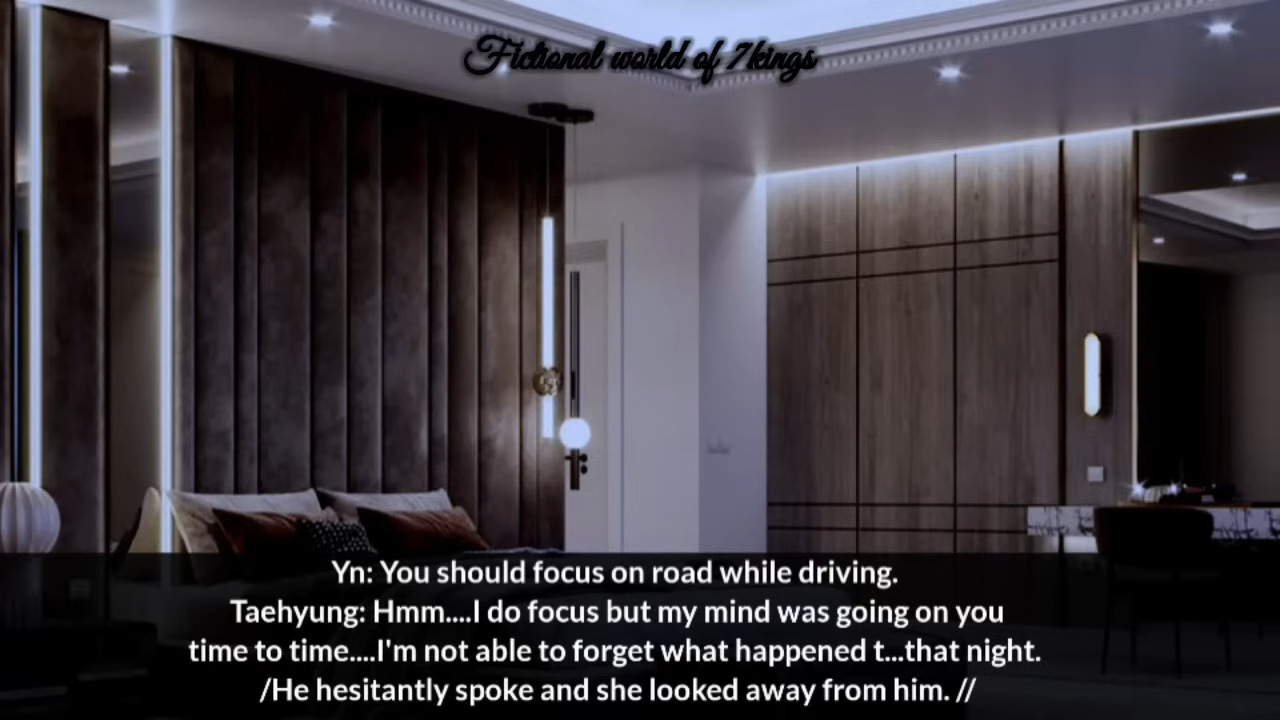 Fictional world of 7kings
Yn: You should focus on road while driving.
Taehyung: Hmm....I do focus but my mind was going on you
time to time....I'm not able to forget what happened t...that night.
/He hesitantly spoke and she looked away from him. //